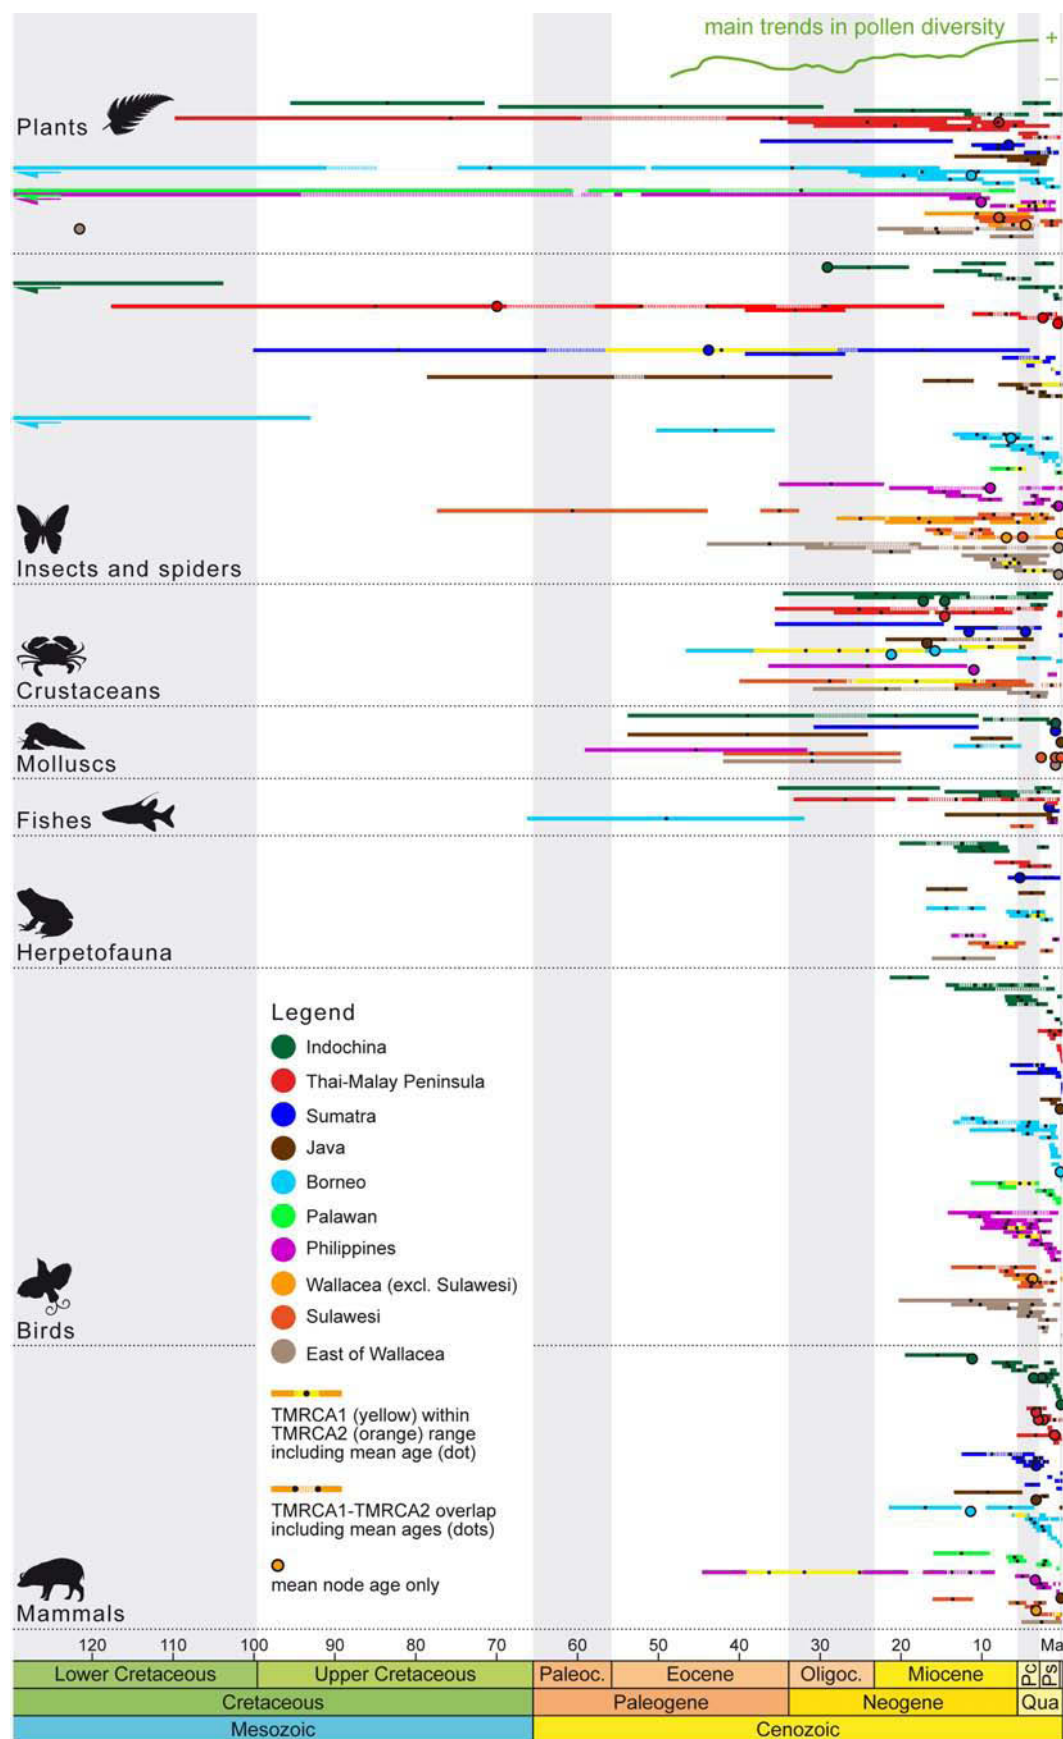 main trends in pollen diversity
+
–
Plants
Insects and spiders
Crustaceans
Molluscs
Fishes
Herpetofauna
Legend
Indochina
Thai-Malay Peninsula
Sumatra
Java
Borneo
Palawan
Philippines
Wallacea (excl. Sulawesi)
Sulawesi
East of Wallacea
TMRCA1 (yellow) within
TMRCA2 (orange) range
including mean age (dot)
TMRCA1-TMRCA2 overlap
including mean ages (dots)
mean node age only
Birds
Mammals
120 110 100 90 80 70 60 50 40 30 20 10 Ma
Lower Cretaceous Upper Cretaceous Paleoc. Eocene Oligoc. Miocene Pc Ps
Cretaceous Paleogene Neogene Qua
Mesozoic Cenozoic